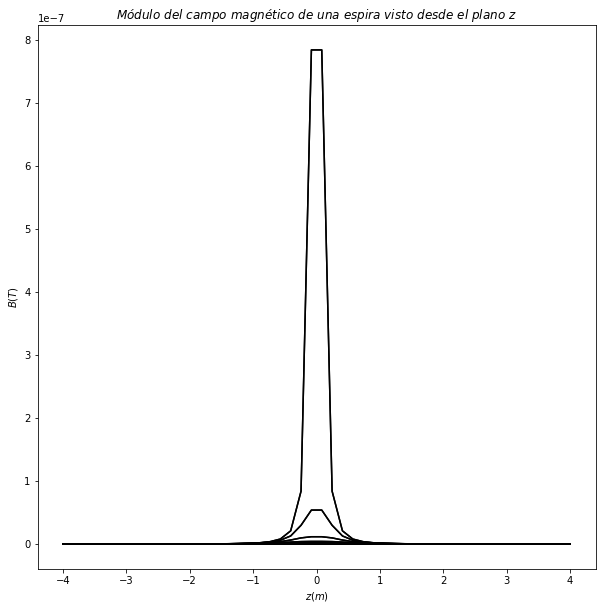 Módulo del campo magnético de una espira visto desde el plano z
1e-7
8
7
6
5
4
3
2
1
0
B(T)
−4 −3 −2 −1 0 1 2 3 4
z(m)